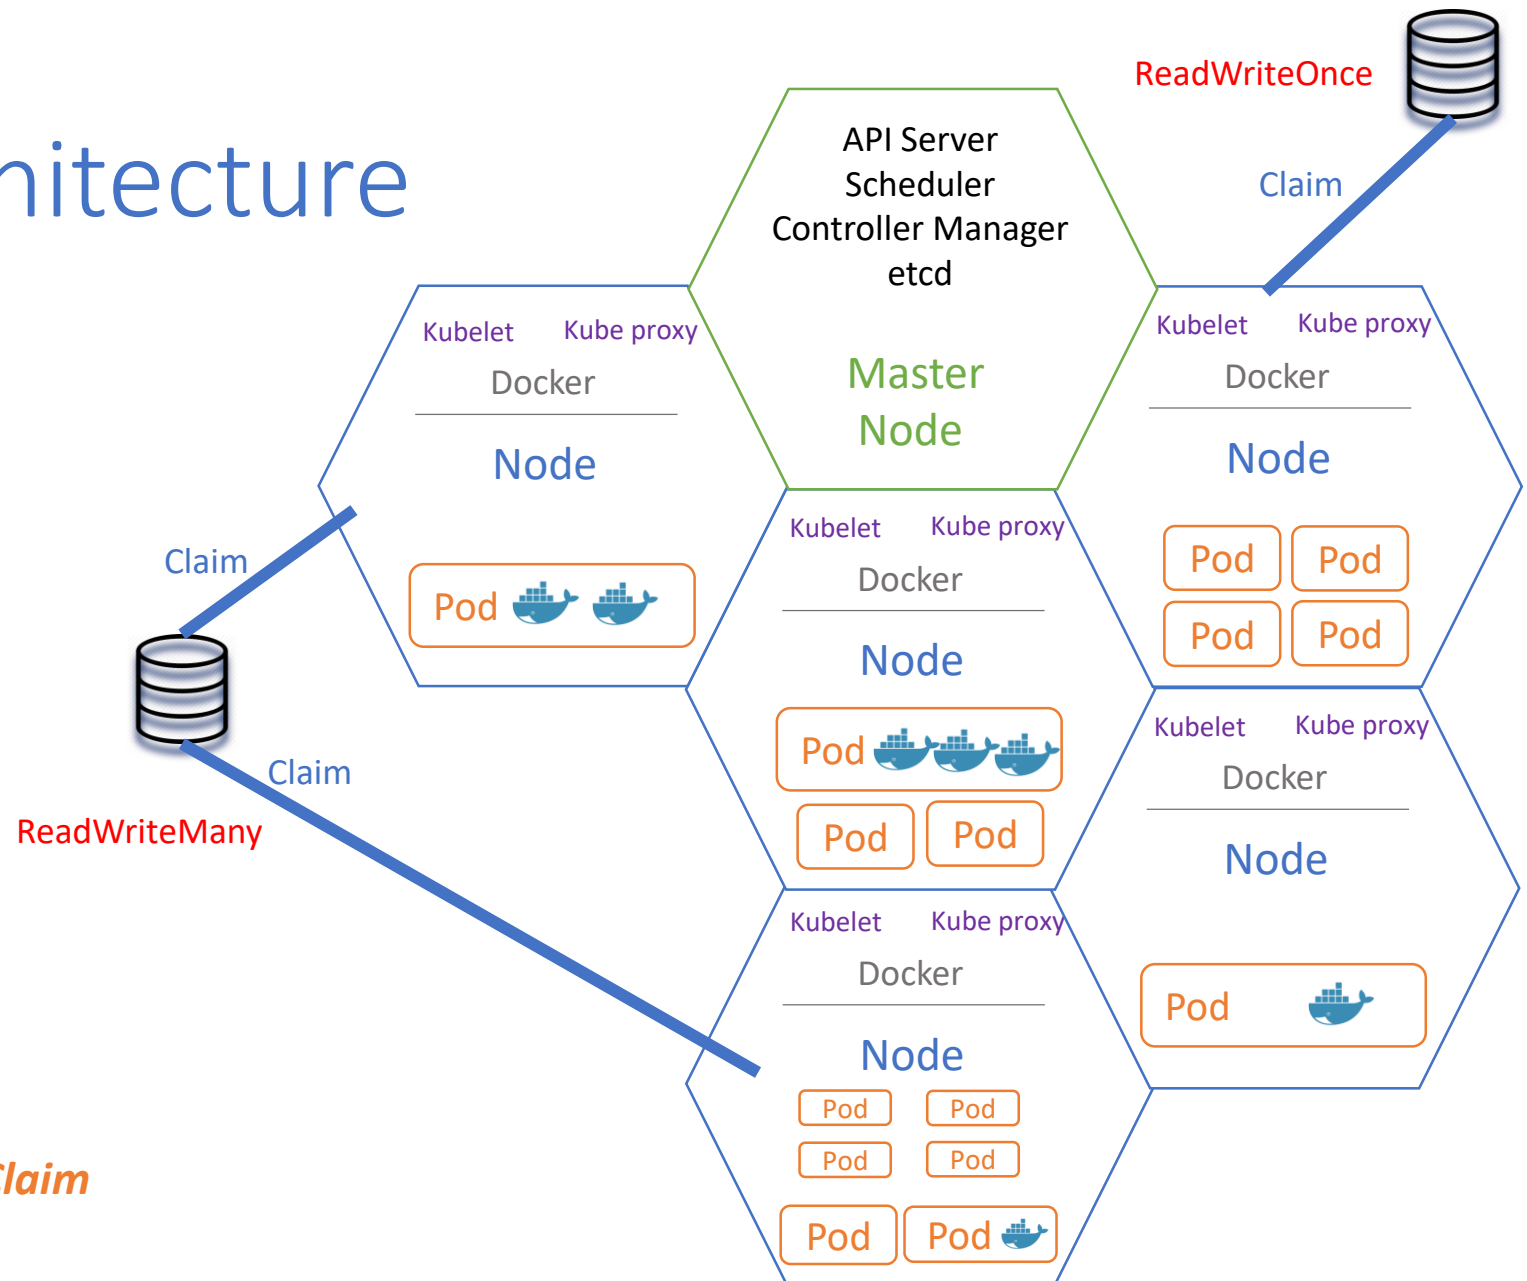 hitecture
ReadWriteOnce
Claim
API Server
Scheduler
Controller Manager
etcd
Master
Node
Kubelet Kube proxy
Docker
Node
Pod
Claim
Claim
ReadWriteMany
Kubelet Kube proxy
Docker
Node
Pod Pod
Pod Pod
Kubelet Kube proxy
Docker
Node
Pod
Pod Pod
Kubelet Kube proxy
Docker
Node
Pod
Kubelet Kube proxy
Docker
Node
Pod Pod
Pod Pod
Pod Pod
Claim